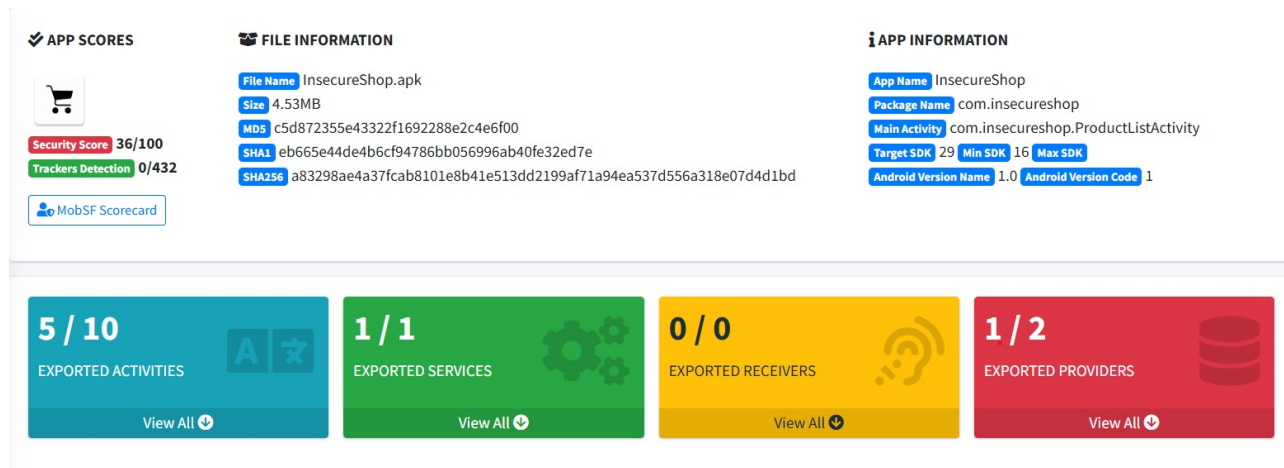 APP SCORES
Security Score 36/100
Trackers Detection 0/432
MobSF Scorecard
FILE INFORMATION
File Name InsecureShop.apk
Size 4.53MB
MD5 c5d872355e43322f1692288e2c4e6f00
SHA1 eb665e44de4b6cf94786bb056996ab40fe32ed7e
SHA256 a83298ae4a37fcab8101e8b41e513dd2199af71a94ea537d556a318e07d4d1bd
APP INFORMATION
App Name InsecureShop
Package Name com.insecureshop
Main Activity com.insecureshop.ProductListActivity
Target SDK 29 Min SDK 16 Max SDK
Android Version Name 1.0 Android Version Code 1
5 / 10
EXPORTED ACTIVITIES
View All
1 / 1
EXPORTED SERVICES
View All
0 / 0
EXPORTED RECEIVERS
View All
1 / 2
EXPORTED PROVIDERS
View All